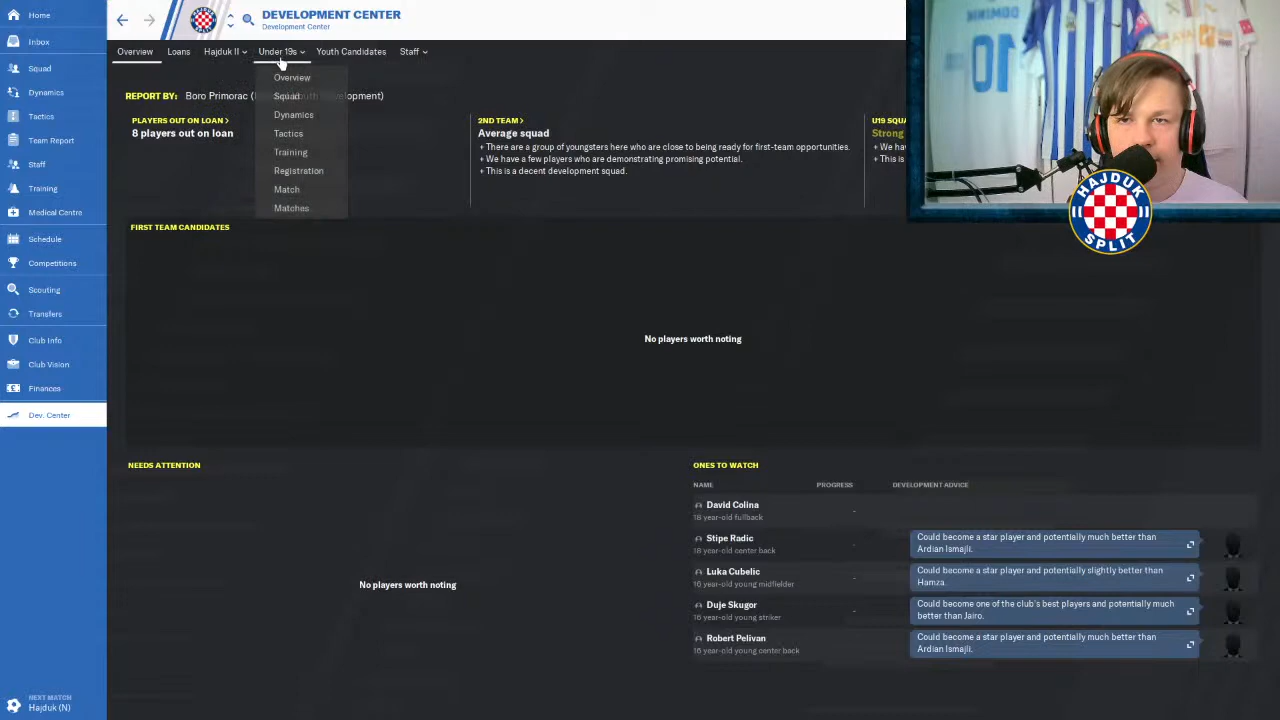 Home
Inbox
Squad
Dynamics
Tactics
Team Report
Staff
Training
Medical Centre
Schedule
Competitions
Scouting
Transfers
Club Info
Club Vision
Finances
Dev. Center
NEXT MATCH
Hajduk (N)
DEVELOPMENT CENTER
Development Center
Overview
Loans
Hajduk II
Under 19s
Youth Candidates
Staff
Overview
Squad
Dynamics
Tactics
Training
Registration
Match
Matches
REPORT BY: Boro Primorac (
opment)
PLAYERS OUT ON LOAN >
8 players out on loan
2ND TEAM >
Average squad
+ There are a group of youngsters here who are close to being ready for first-team opportunities.
+ We have a few players who are demonstrating promising potential.
+ This is a decent development squad.
U19 SQUA
Strong
+ We hav
+ This is
FIRST TEAM CANDIDATES
No players worth noting
NEEDS ATTENTION
No players worth noting
ONES TO WATCH
NAME PROGRESS DEVELOPMENT ADVICE
David Colina
18 year-old fullback
-
Stipe Radic
18 year-old center back
-
Could become a star player and potentially much better than
Ardian Ismajli.
Luka Cubelic
16 year-old young midfielder
-
Could become a star player and potentially slightly better than
Hamza.
Duje Skugor
16 year-old young striker
-
Could become one of the club's best players and potentially much
better than Jairo.
Robert Pelivan
16 year-old young center back
Could become a star player and potentially much better than
Ardian Ismajli.
DOMINIK
10
HAJDUK
SPLIT